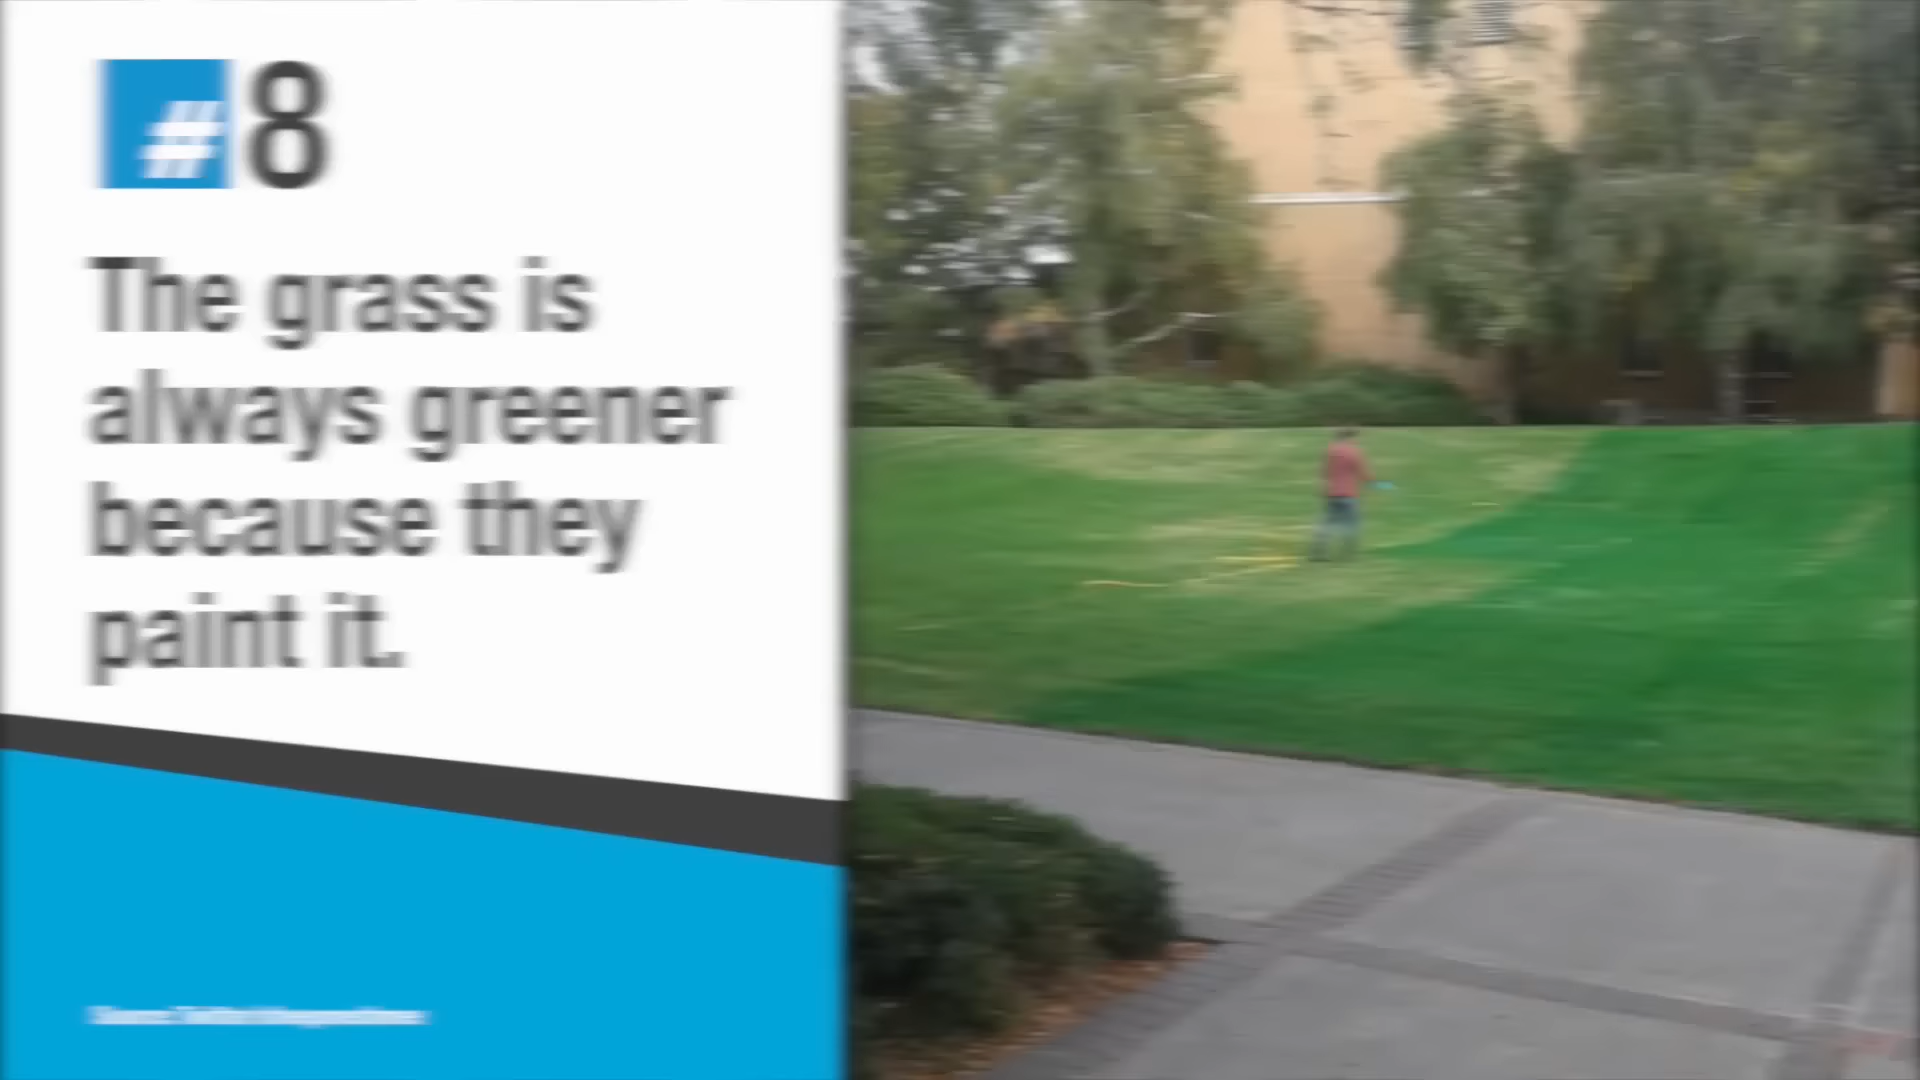 #8
The grass is
always greener
because they
paint it.